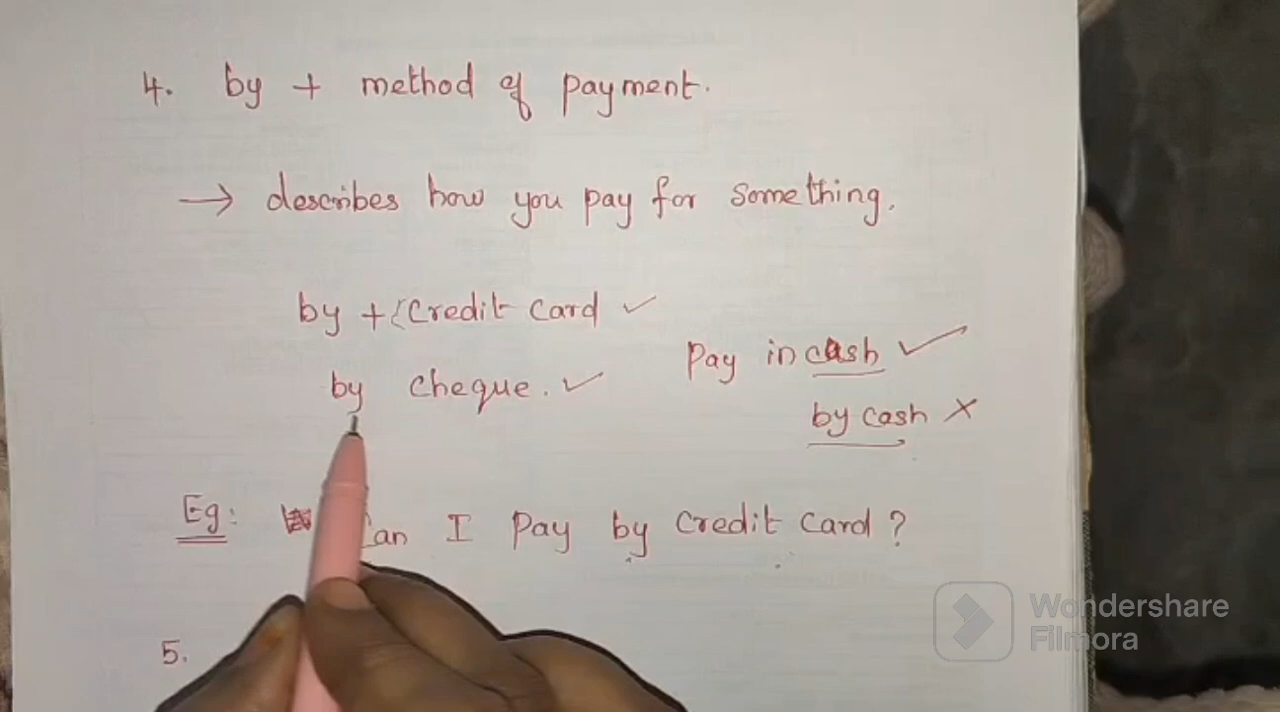 4. by + method of payment.
→ describes how you pay for something.
by + {Credit Card ✓
Pay in cash ✓
by cheque. ✓
by cash ✗
Eg: Can I Pay by Credit Card?
5.
Wondershare
Filmora